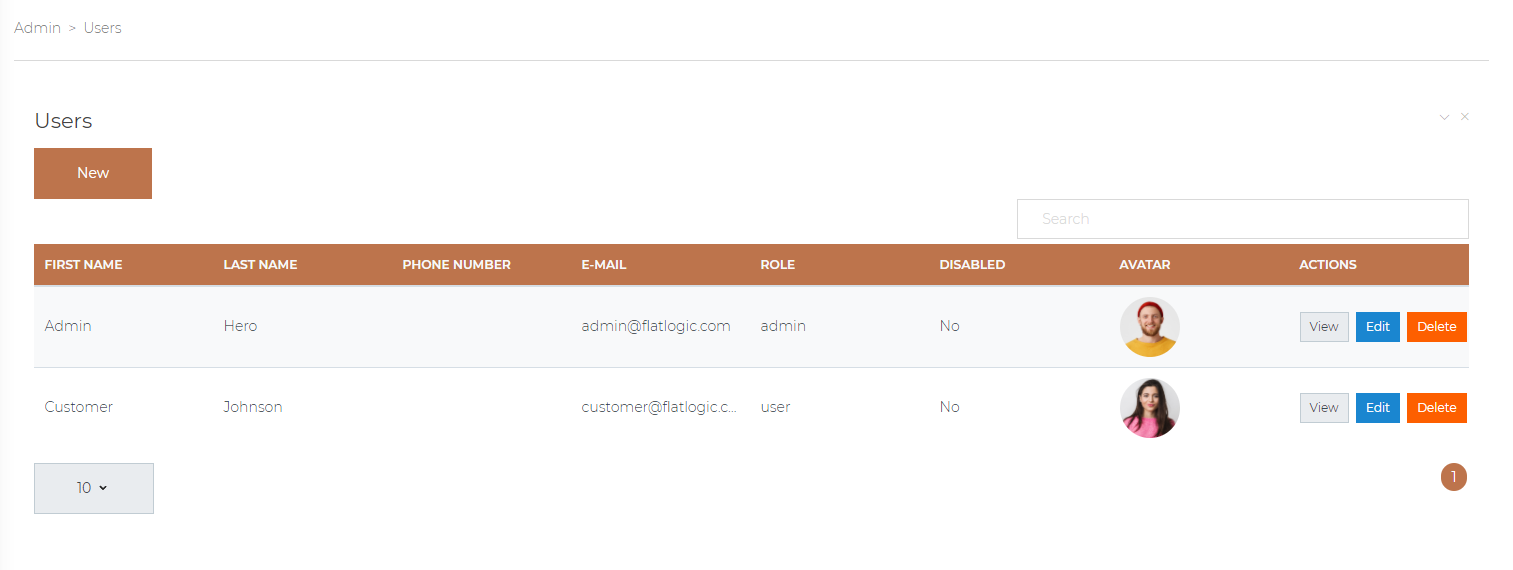 Admin > Users
Users
New
Search
FIRST NAME LAST NAME PHONE NUMBER E-MAIL ROLE DISABLED AVATAR ACTIONS
Admin Hero admin@flatlogic.com admin No View Edit Delete
Customer Johnson customer@flatlogic.c... user No View Edit Delete
10
1